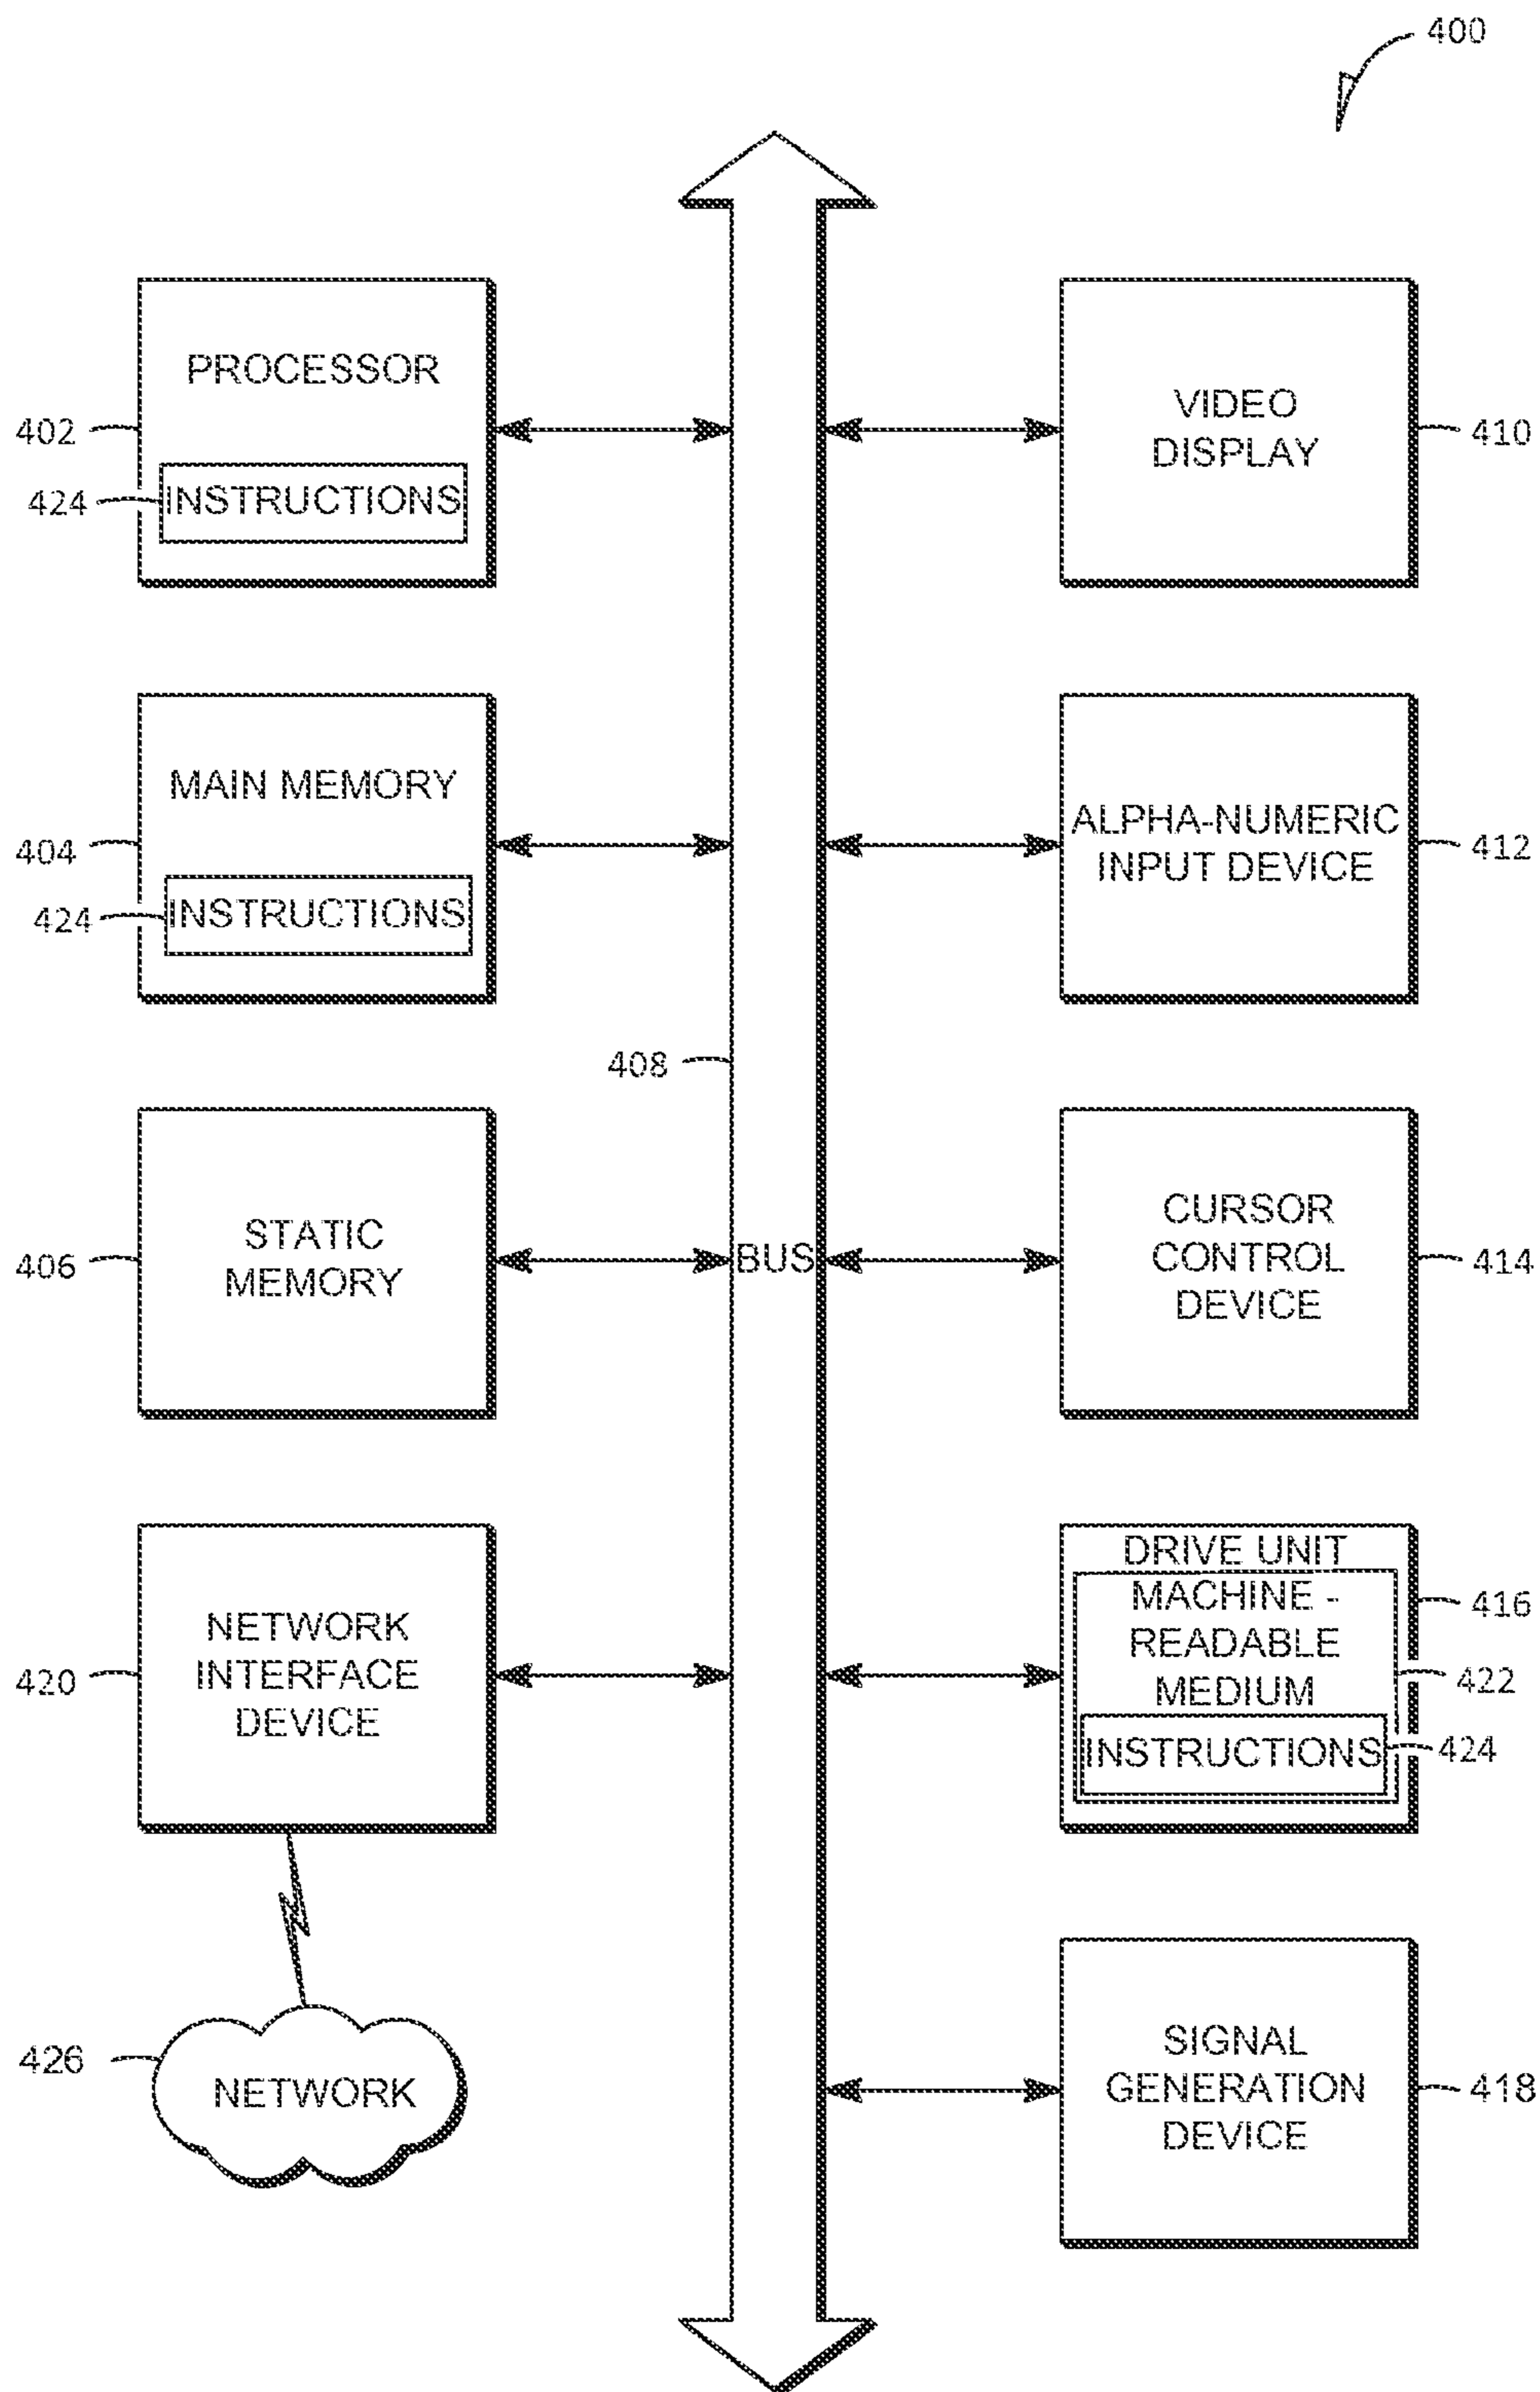 400
PROCESSOR
402
424
INSTRUCTIONS
VIDEO
DISPLAY
410
MAIN MEMORY
404
424
INSTRUCTIONS
ALPHA-NUMERIC
INPUT DEVICE
412
408
STATIC
MEMORY
406
BUS
CURSOR
CONTROL
DEVICE
414
NETWORK
INTERFACE
DEVICE
420
DRIVE UNIT
MACHINE -
READABLE
MEDIUM
416
422
INSTRUCTIONS
424
426
NETWORK
SIGNAL
GENERATION
DEVICE
418